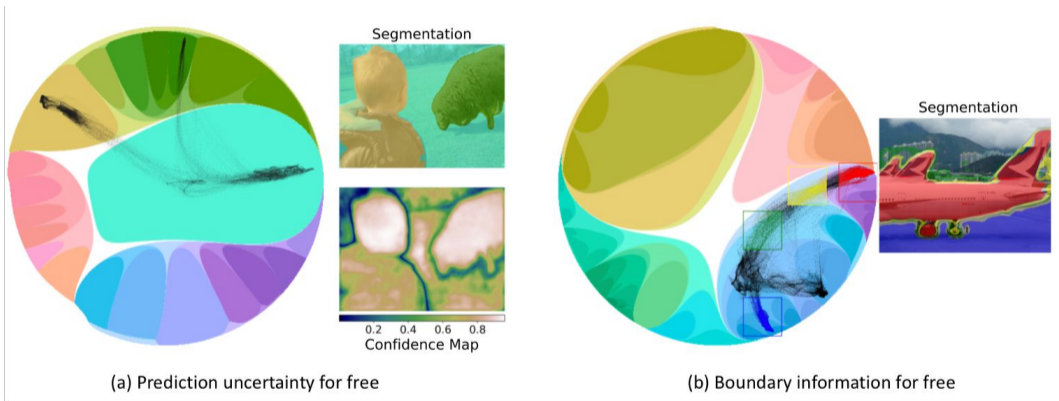 Segmentation
0.2 0.4 0.6 0.8
Confidence Map
(a) Prediction uncertainty for free
Segmentation
(b) Boundary information for free